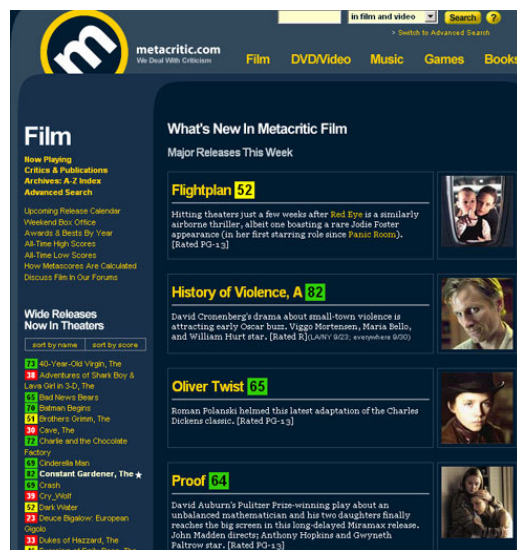 in film and video
Search
?
> Switch to Advanced Search
m
metacritic.com
We Deal With Criticism
Film
DVD/Video
Music
Games
Books
Film
Now Playing
Critics & Publications
Archives: A-Z Index
Advanced Search
Upcoming Release Calendar
Weekend Box Office
Awards & Bests By Year
All-Time High Scores
All-Time Low Scores
How Metascores Are Calculated
Discuss Film In Our Forums
Wide Releases
Now In Theaters
sort by name
sort by score
73 40-Year-Old Virgin, The
38 Adventures of Shark Boy &
Lava Girl in 3-D, The
65 Bad News Bears
70 Batman Begins
51 Brothers Grimm, The
30 Cave, The
72 Charlie and the Chocolate
Factory
69 Cinderella Man
82 Constant Gardener, The ★
69 Crash
39 Cry_Wolf
52 Dark Water
23 Deuce Bigalow: European
Gigolo
33 Dukes of Hazzard, The
What's New In Metacritic Film
Major Releases This Week
Flightplan 52
Hitting theaters just a few weeks after Red Eye is a similarly
airborne thriller, albeit one boasting a rare Jodie Foster
appearance (in her first starring role since Panic Room).
[Rated PG-13]
History of Violence, A 82
David Cronenberg's drama about small-town violence is
attracting early Oscar buzz. Viggo Mortensen, Maria Bello,
and William Hurt star. [Rated R](LA/NY 9/23; everywhere 9/30)
Oliver Twist 65
Roman Polanski helmed this latest adaptation of the Charles
Dickens classic. [Rated PG-13]
Proof 64
David Auburn's Pulitzer Prize-winning play about an
unbalanced mathematician and his two daughters finally
reaches the big screen in this long-delayed Miramax release.
John Madden directs; Anthony Hopkins and Gwyneth
Paltrow star. [Rated PG-13]